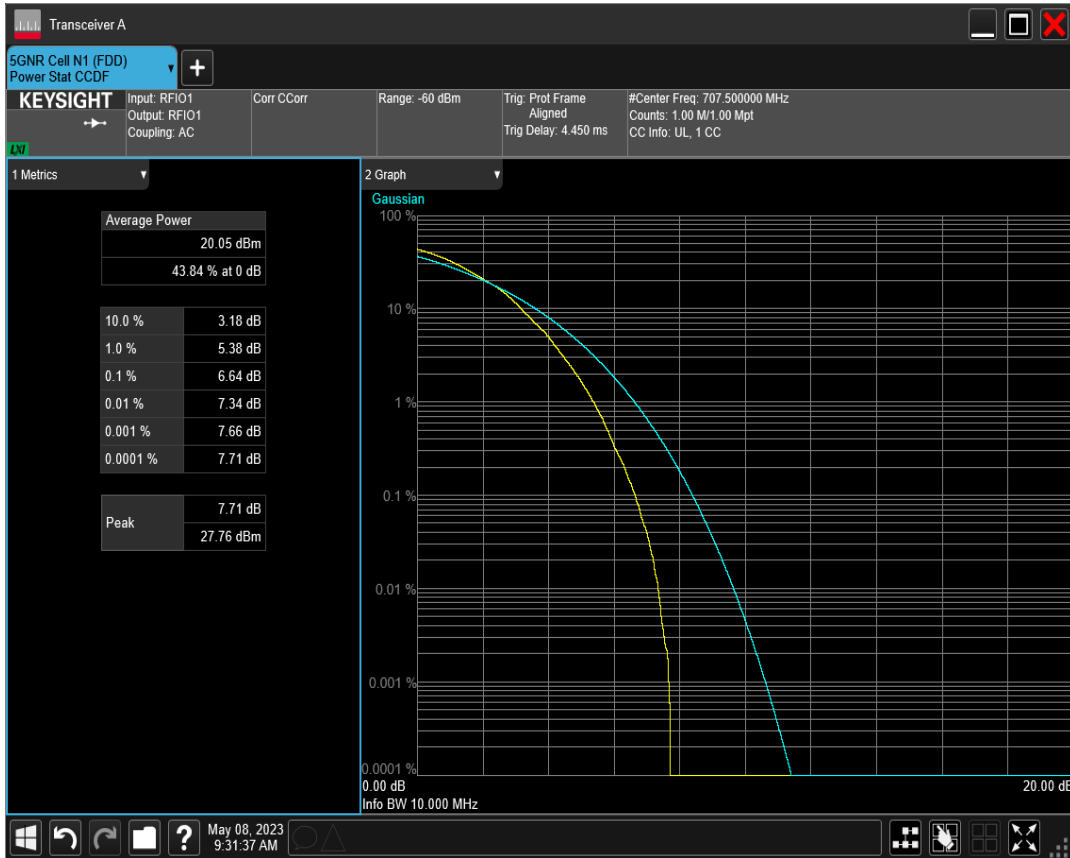 Transceiver A
5GNR Cell N1 (FDD)
Power Stat CCDF
+
KEYSIGHT
LXI
Input: RFIO1
Output: RFIO1
Coupling: AC
Corr CCorr
Range: -60 dBm
Trig: Prot Frame
Aligned
Trig Delay: 4.450 ms
#Center Freq: 707.500000 MHz
Counts: 1.00 M/1.00 Mpt
CC Info: UL, 1 CC
1 Metrics
Average Power
20.05 dBm
43.84 % at 0 dB
10.0 % 3.18 dB
1.0 % 5.38 dB
0.1 % 6.64 dB
0.01 % 7.34 dB
0.001 % 7.66 dB
0.0001 % 7.71 dB
Peak 7.71 dB
27.76 dBm
2 Graph
Gaussian
100 %
10 %
1 %
0.1 %
0.01 %
0.001 %
0.0001 %
0.00 dB 20.00 dB
Info BW 10.000 MHz
?
May 08, 2023
9:31:37 AM